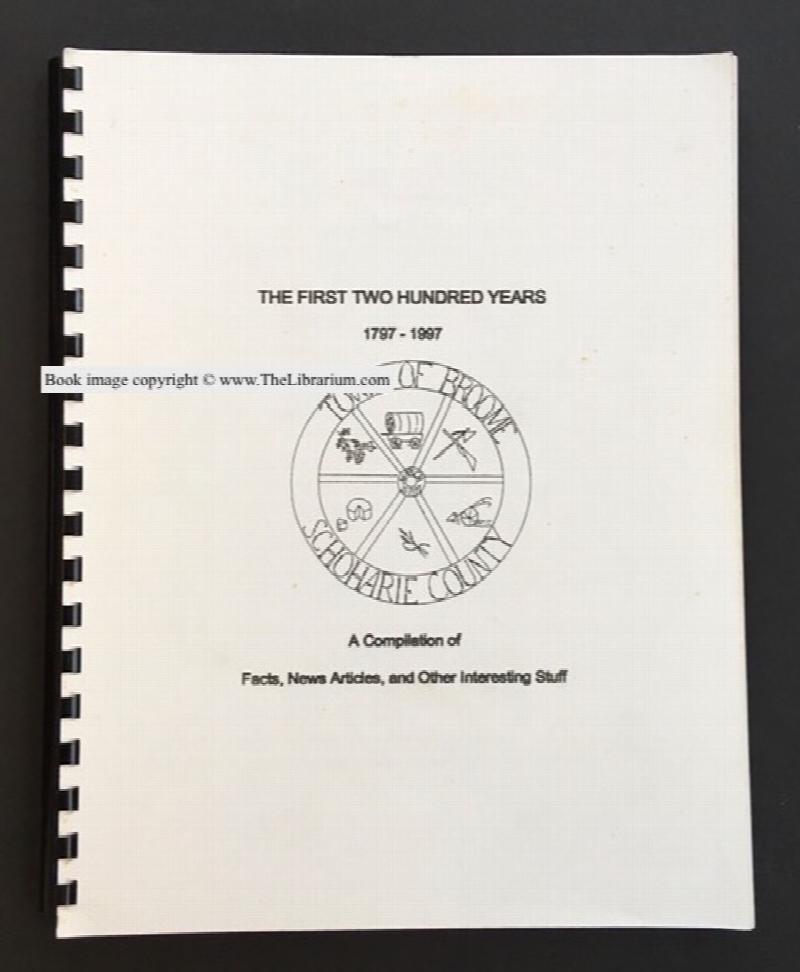 THE FIRST TWO HUNDRED YEARS
1797 - 1997
Book image copyright © www.TheLibrarium.com
TOWN OF BROOME
SCHOHARIE COUNTY
A Compilation of
Facts, News Articles, and Other Interesting Stuff